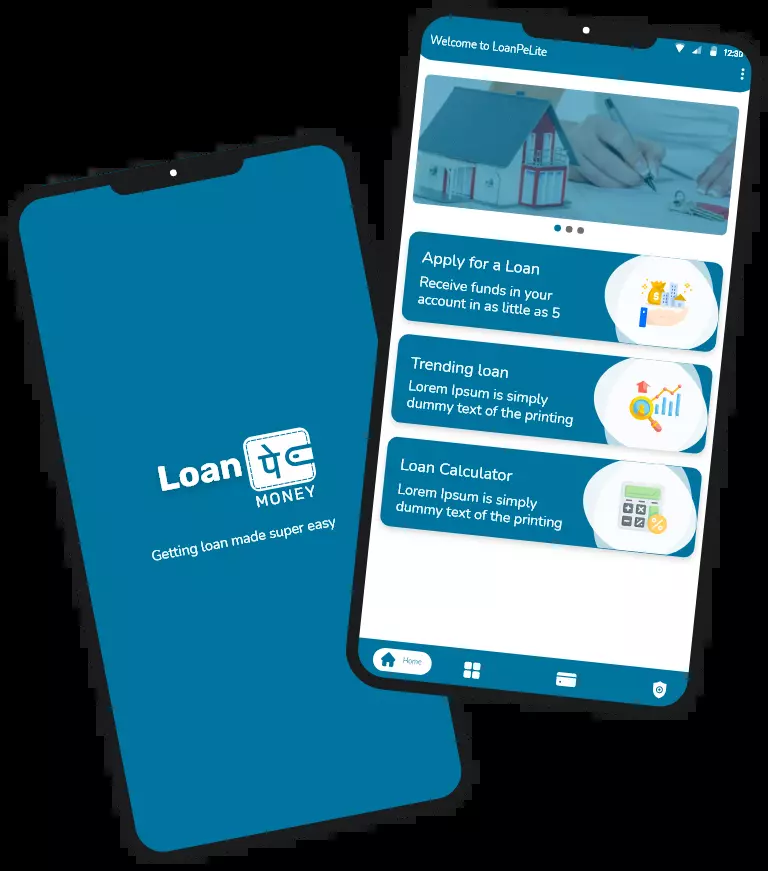 Loan पे
MONEY
Getting loan made super easy
Welcome to LoanPeLite
12:30
Apply for a Loan
Receive funds in your
account in as little as 5
Trending loan
Lorem Ipsum is simply
dummy text of the printing
Loan Calculator
Lorem Ipsum is simply
dummy text of the printing
Home